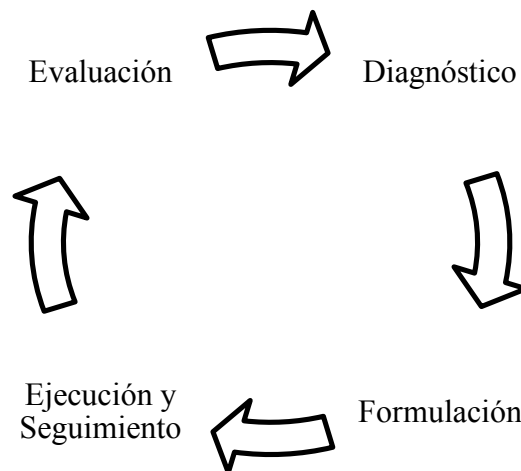 Evaluación
Diagnóstico
Ejecución y
Seguimiento
Formulación